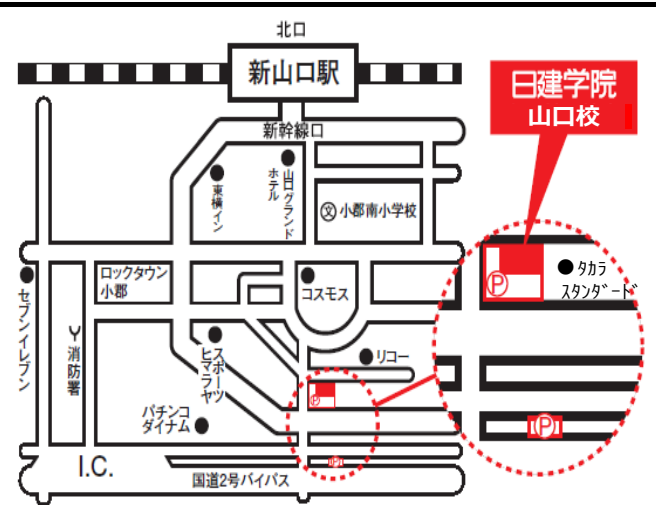 北口
新山口駅
新幹線口
日建学院
山口校
東横イン
山口グランド
ホテル
文 小郡南小学校
ロックタウン
小郡
コスモス
P
タカラ
スタンダード
セブンイレブン
Y
消防署
スポーツ
ヒマラヤ
リコー
P
パチンコ
ダイナム
P
I.C.
国道2号バイパス
P